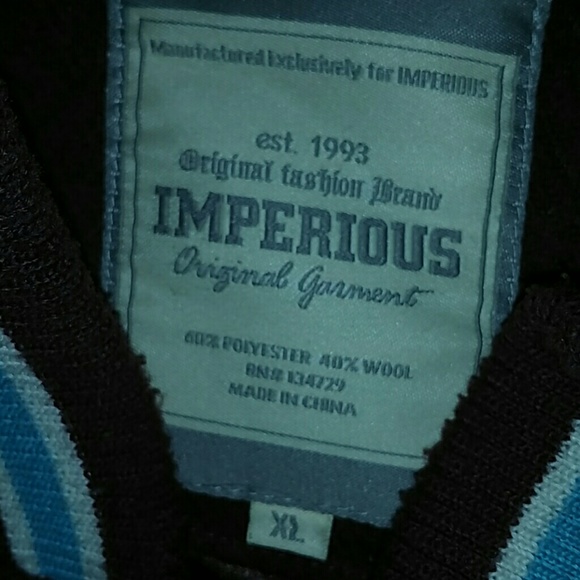 Manufactured Exclusively for IMPERIOUS
est. 1993
Original fashion Brand
IMPERIOUS
Original Garment
60% POLYESTER 40% WOOL
RN# 134729
MADE IN CHINA
XL